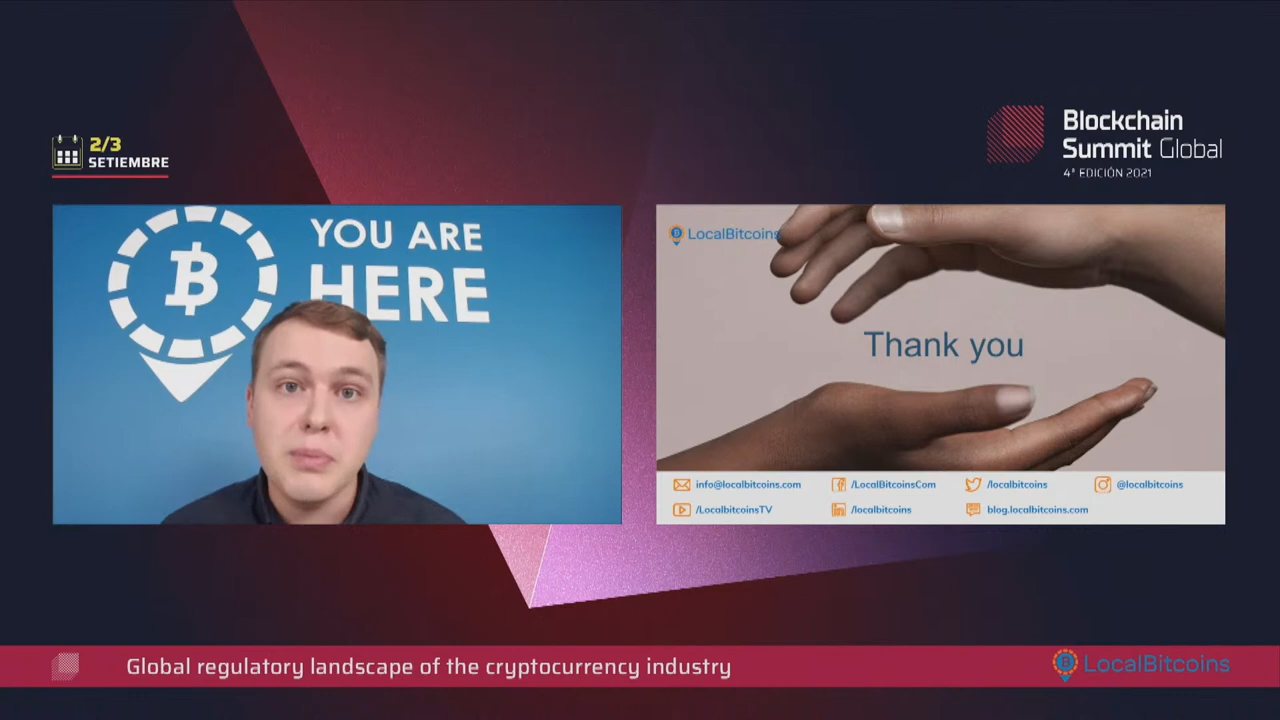 2/3
SETIEMBRE
Blockchain
Summit Global
4ª EDICIÓN 2021
YOU ARE
HERE
LocalBitcoins
Thank you
info@localbitcoins.com
/LocalBitcoinsCom
/localbitcoins
@localbitcoins
/LocalbitcoinsTV
/localbitcoins
blog.localbitcoins.com
Global regulatory landscape of the cryptocurrency industry
LocalBitcoins